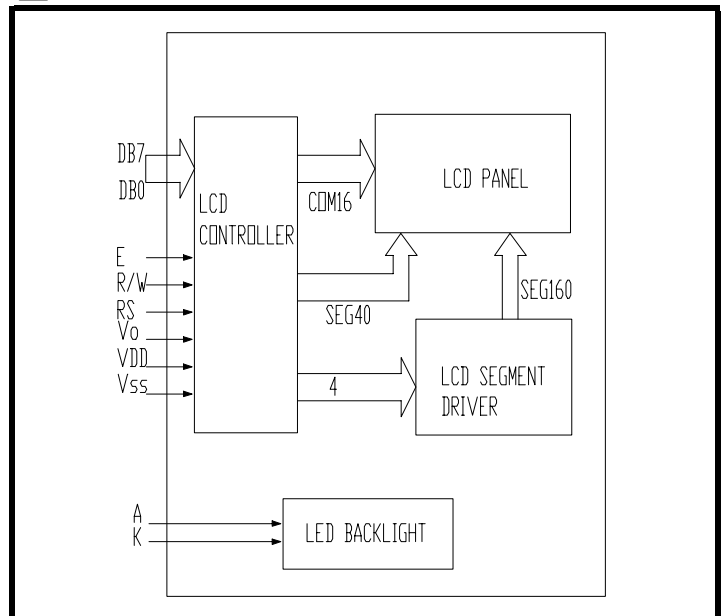 DB7
DB0
LCD
CONTROLLER
COM16
LCD PANEL
E
R/W
RS
Vo
VDD
Vss
SEG40
SEG160
4
LCD SEGMENT
DRIVER
A
K
LED BACKLIGHT